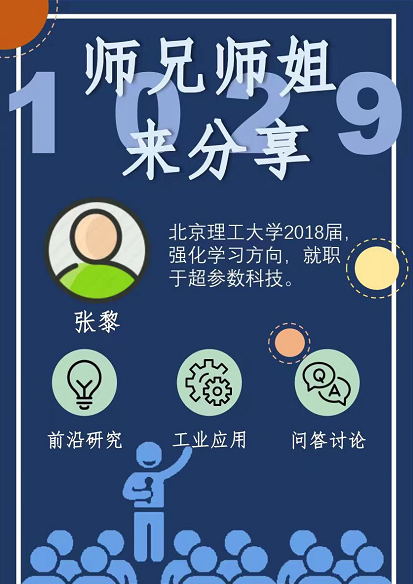 1029
师兄师姐
来分享
北京理工大学2018届，
强化学习方向，就职
于超参数科技。
张黎
Q
A
前沿研究
工业应用
问答讨论